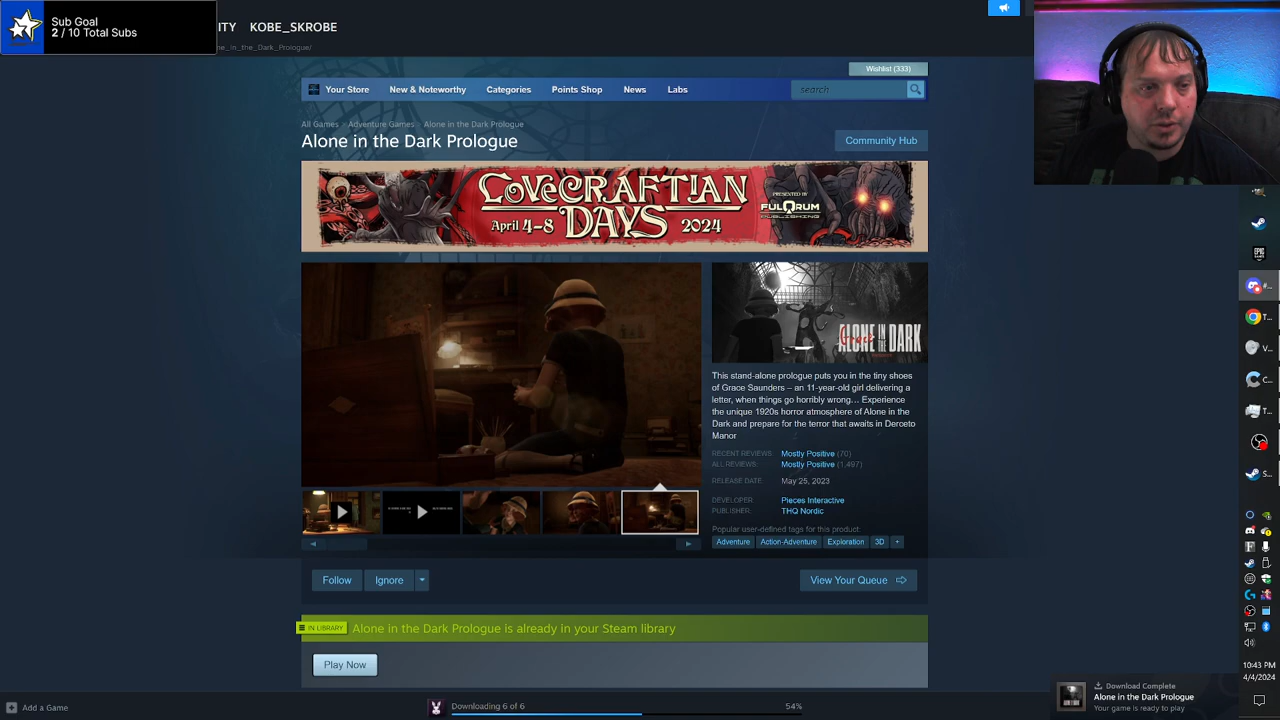 Sub Goal
2 / 10 Total Subs
ITY KOBE_SKROBE
ne_in_the_Dark_Prologue/
Wishlist (333)
Your Store New & Noteworthy Categories Points Shop News Labs search
All Games > Adventure Games > Alone in the Dark Prologue
Alone in the Dark Prologue
Community Hub
LOVECRAFTIAN
DAYS
April 4-8 2024
PRESENTED BY
FULQRUM
PUBLISHING
Grace
ALONE IN THE DARK
This stand-alone prologue puts you in the tiny shoes
of Grace Saunders – an 11-year-old girl delivering a
letter, when things go horribly wrong… Experience
the unique 1920s horror atmosphere of Alone in the
Dark and prepare for the terror that awaits in Derceto
Manor
RECENT REVIEWS: Mostly Positive (70)
ALL REVIEWS: Mostly Positive (1,497)
RELEASE DATE: May 25, 2023
DEVELOPER: Pieces Interactive
PUBLISHER: THQ Nordic
Popular user-defined tags for this product:
Adventure Action-Adventure Exploration 3D +
Follow Ignore View Your Queue
IN LIBRARY Alone in the Dark Prologue is already in your Steam library
Play Now
Add a Game
Downloading 6 of 6 54%
Download Complete
Alone in the Dark Prologue
Your game is ready to play
EPIC
GAMES
#...
T...
V...
C...
T...
S...
10:43 PM
4/4/2024